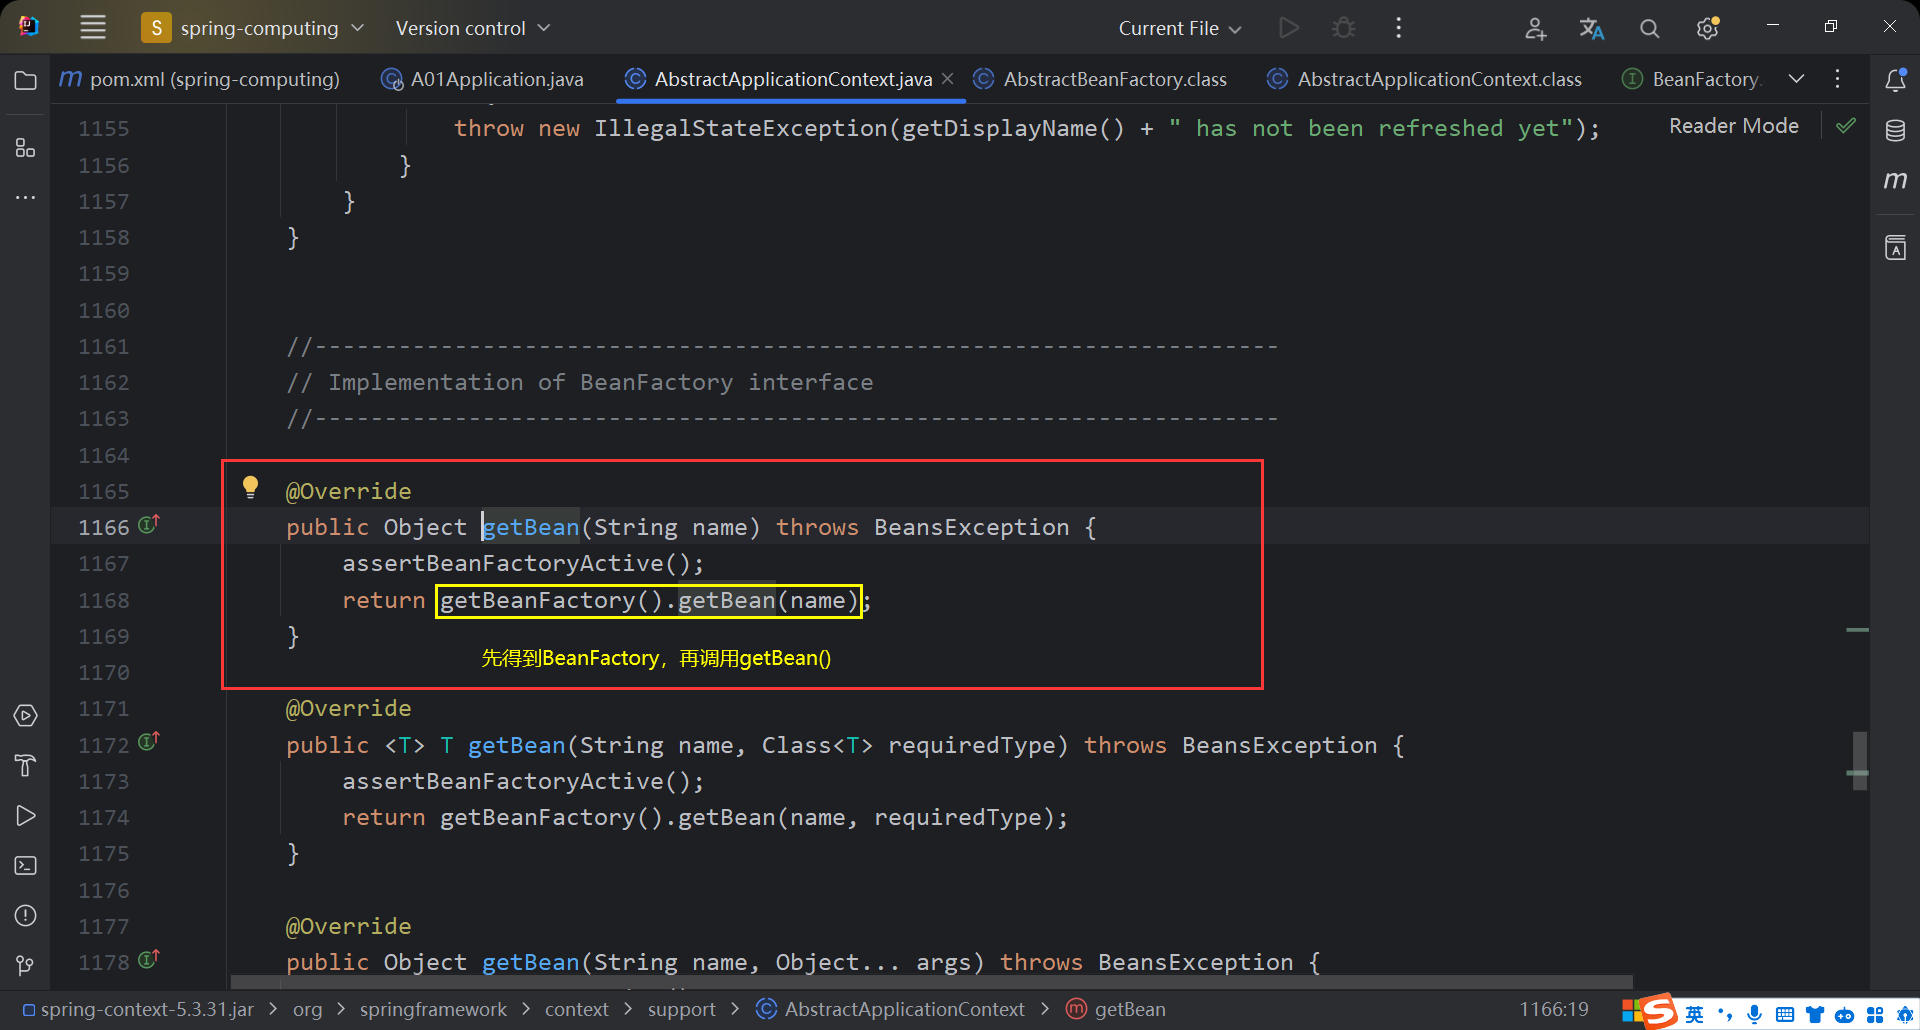 S spring-computing Version control Current File
m pom.xml (spring-computing) A01Application.java AbstractApplicationContext.java AbstractBeanFactory.class AbstractApplicationContext.class BeanFactory.
Reader Mode
1155 throw new IllegalStateException(getDisplayName() + " has not been refreshed yet");
1156 }
1157 }
1158 }
1159
1160
1161 //---------------------------------------------------------------------
1162 // Implementation of BeanFactory interface
1163 //---------------------------------------------------------------------
1164
1165 @Override
1166 public Object getBean(String name) throws BeansException {
1167 assertBeanFactoryActive();
1168 return getBeanFactory().getBean(name);
1169 }
先得到BeanFactory，再调用getBean()
1170
1171 @Override
1172 public <T> T getBean(String name, Class<T> requiredType) throws BeansException {
1173 assertBeanFactoryActive();
1174 return getBeanFactory().getBean(name, requiredType);
1175 }
1176
1177 @Override
1178 public Object getBean(String name, Object... args) throws BeansException {
spring-context-5.3.31.jar > org > springframework > context > support > AbstractApplicationContext > getBean 1166:19
英